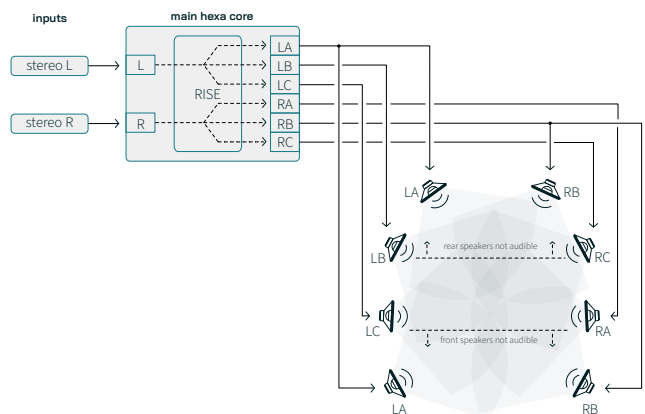 inputs
main hexa core
stereo L
stereo R
L
R
RISE
LA
LB
LC
RA
RB
RC
LA
RB
LB
rear speakers not audible
RC
LC
RA
front speakers not audible
LA
RB